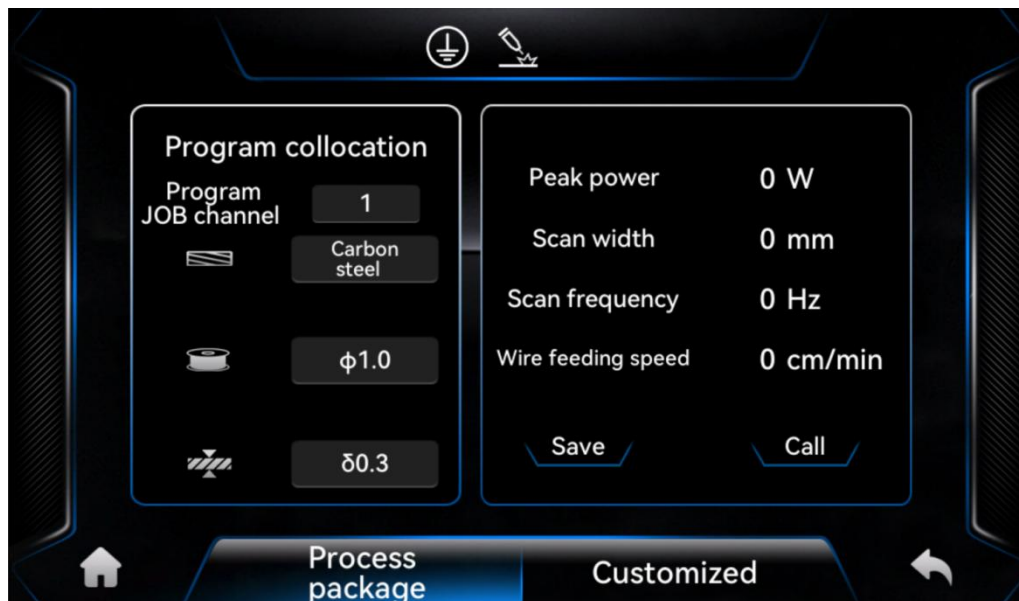 Program collocation
Program
JOB channel
1
Carbon
steel
ϕ1.0
δ0.3
Peak power 0 W
Scan width 0 mm
Scan frequency 0 Hz
Wire feeding speed 0 cm/min
Save Call
Process
package
Customized